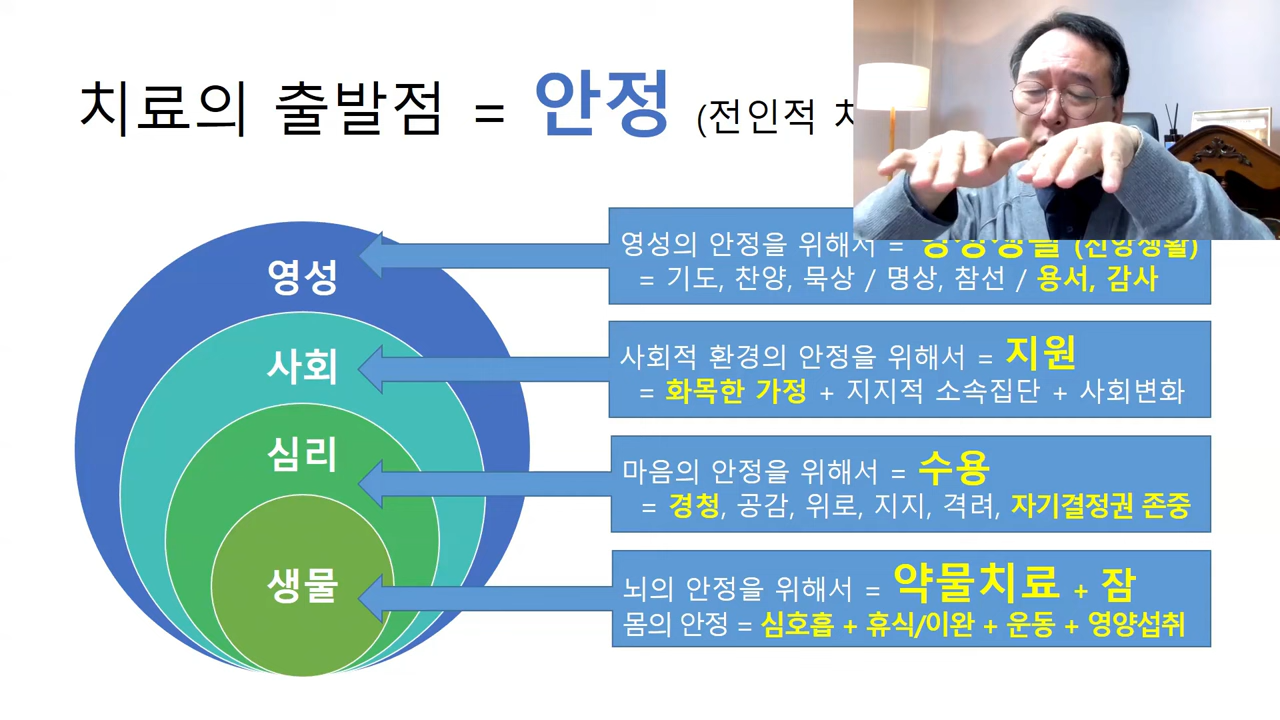 치료의 출발점 = 안정 (전인적
영성
사회
심리
생물
영성의 안정을 위해서 = (신앙생활)
= 기도, 찬양, 묵상 / 명상, 참선 / 용서, 감사
사회적 환경의 안정을 위해서 = 지원
= 화목한 가정 + 지지적 소속집단 + 사회변화
마음의 안정을 위해서 = 수용
= 경청, 공감, 위로, 지지, 격려, 자기결정권 존중
뇌의 안정을 위해서 = 약물치료 + 잠
몸의 안정 = 심호흡 + 휴식/이완 + 운동 + 영양섭취